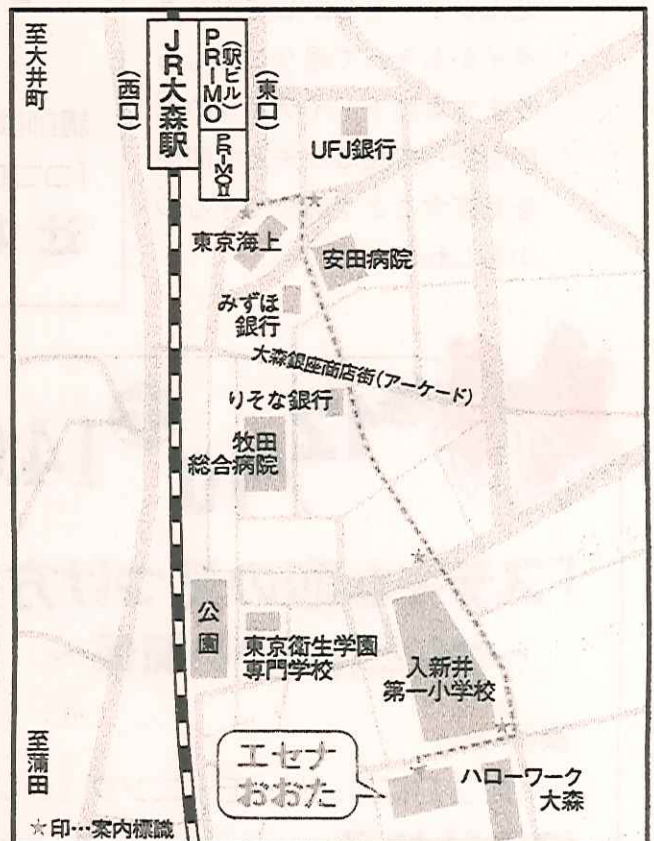 至大井町
(西口)
JR大森駅
PRIMO
(駅ビル)
PRIMOⅡ
(東口)
UFJ銀行
東京海上
安田病院
みずほ
銀行
大森銀座商店街(アーケード)
りそな銀行
牧田
総合病院
公園
東京衛生学園
専門学校
入新井
第一小学校
至蒲田
エセナ
おおた
ハローワーク
大森
☆印…案内標識